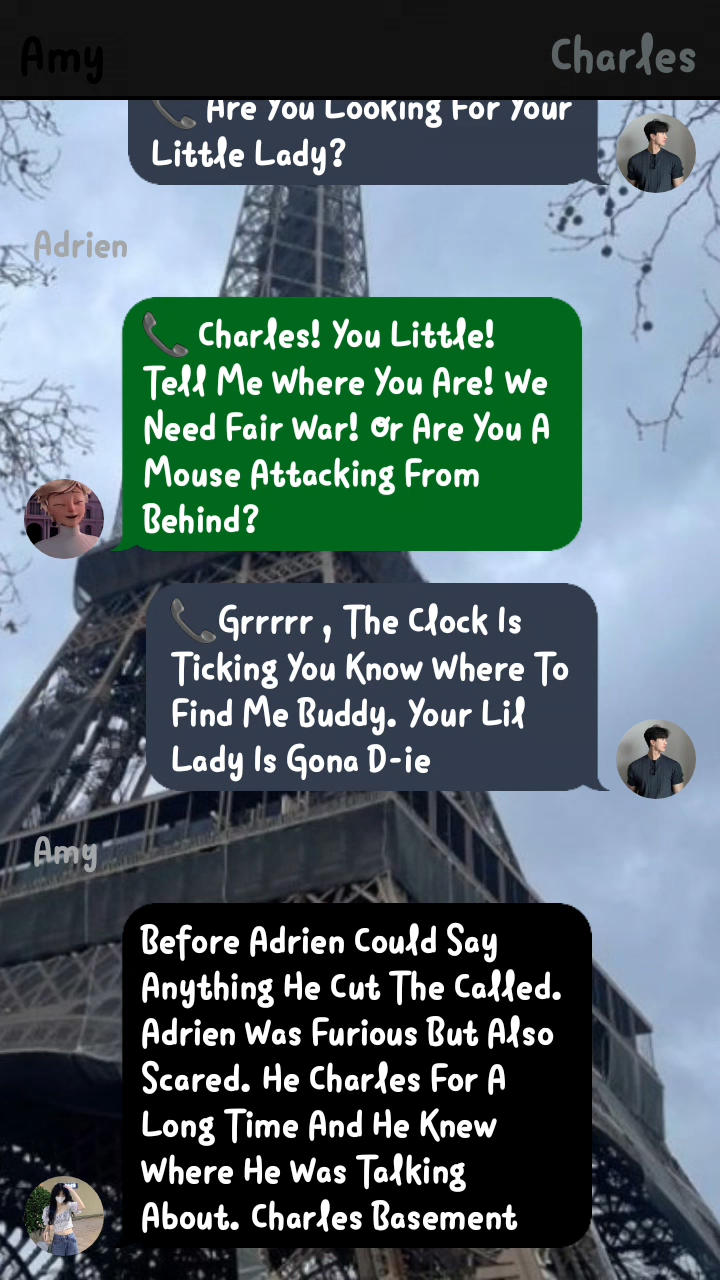 Amy
Charles
Are You Looking For Your
Little Lady?
Adrien
Charles! You Little!
Tell Me Where You Are! We
Need Fair War! Or Are You A
Mouse Attacking From
Behind?
Grrrrr , The Clock Is
Ticking You Know Where To
Find Me Buddy. Your Lil
Lady Is Gona D-ie
Amy
Before Adrien Could Say
Anything He Cut The Called.
Adrien Was Furious But Also
Scared. He Charles For A
Long Time And He Knew
Where He Was Talking
About. Charles Basement